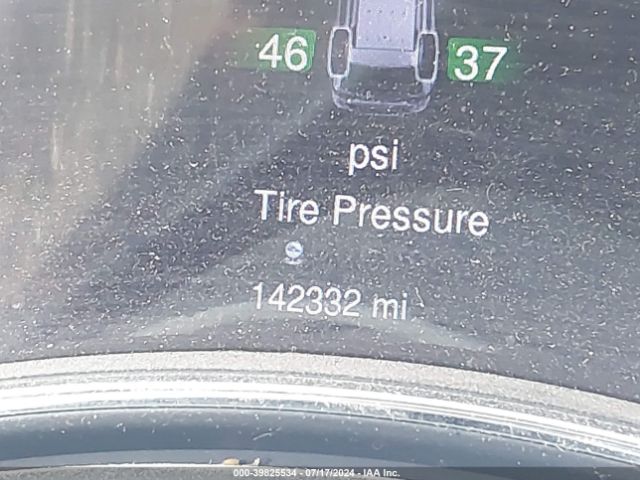 46 37
psi
Tire Pressure
142332 mi
000-39825534 - 07/17/2024 - IAA Inc.